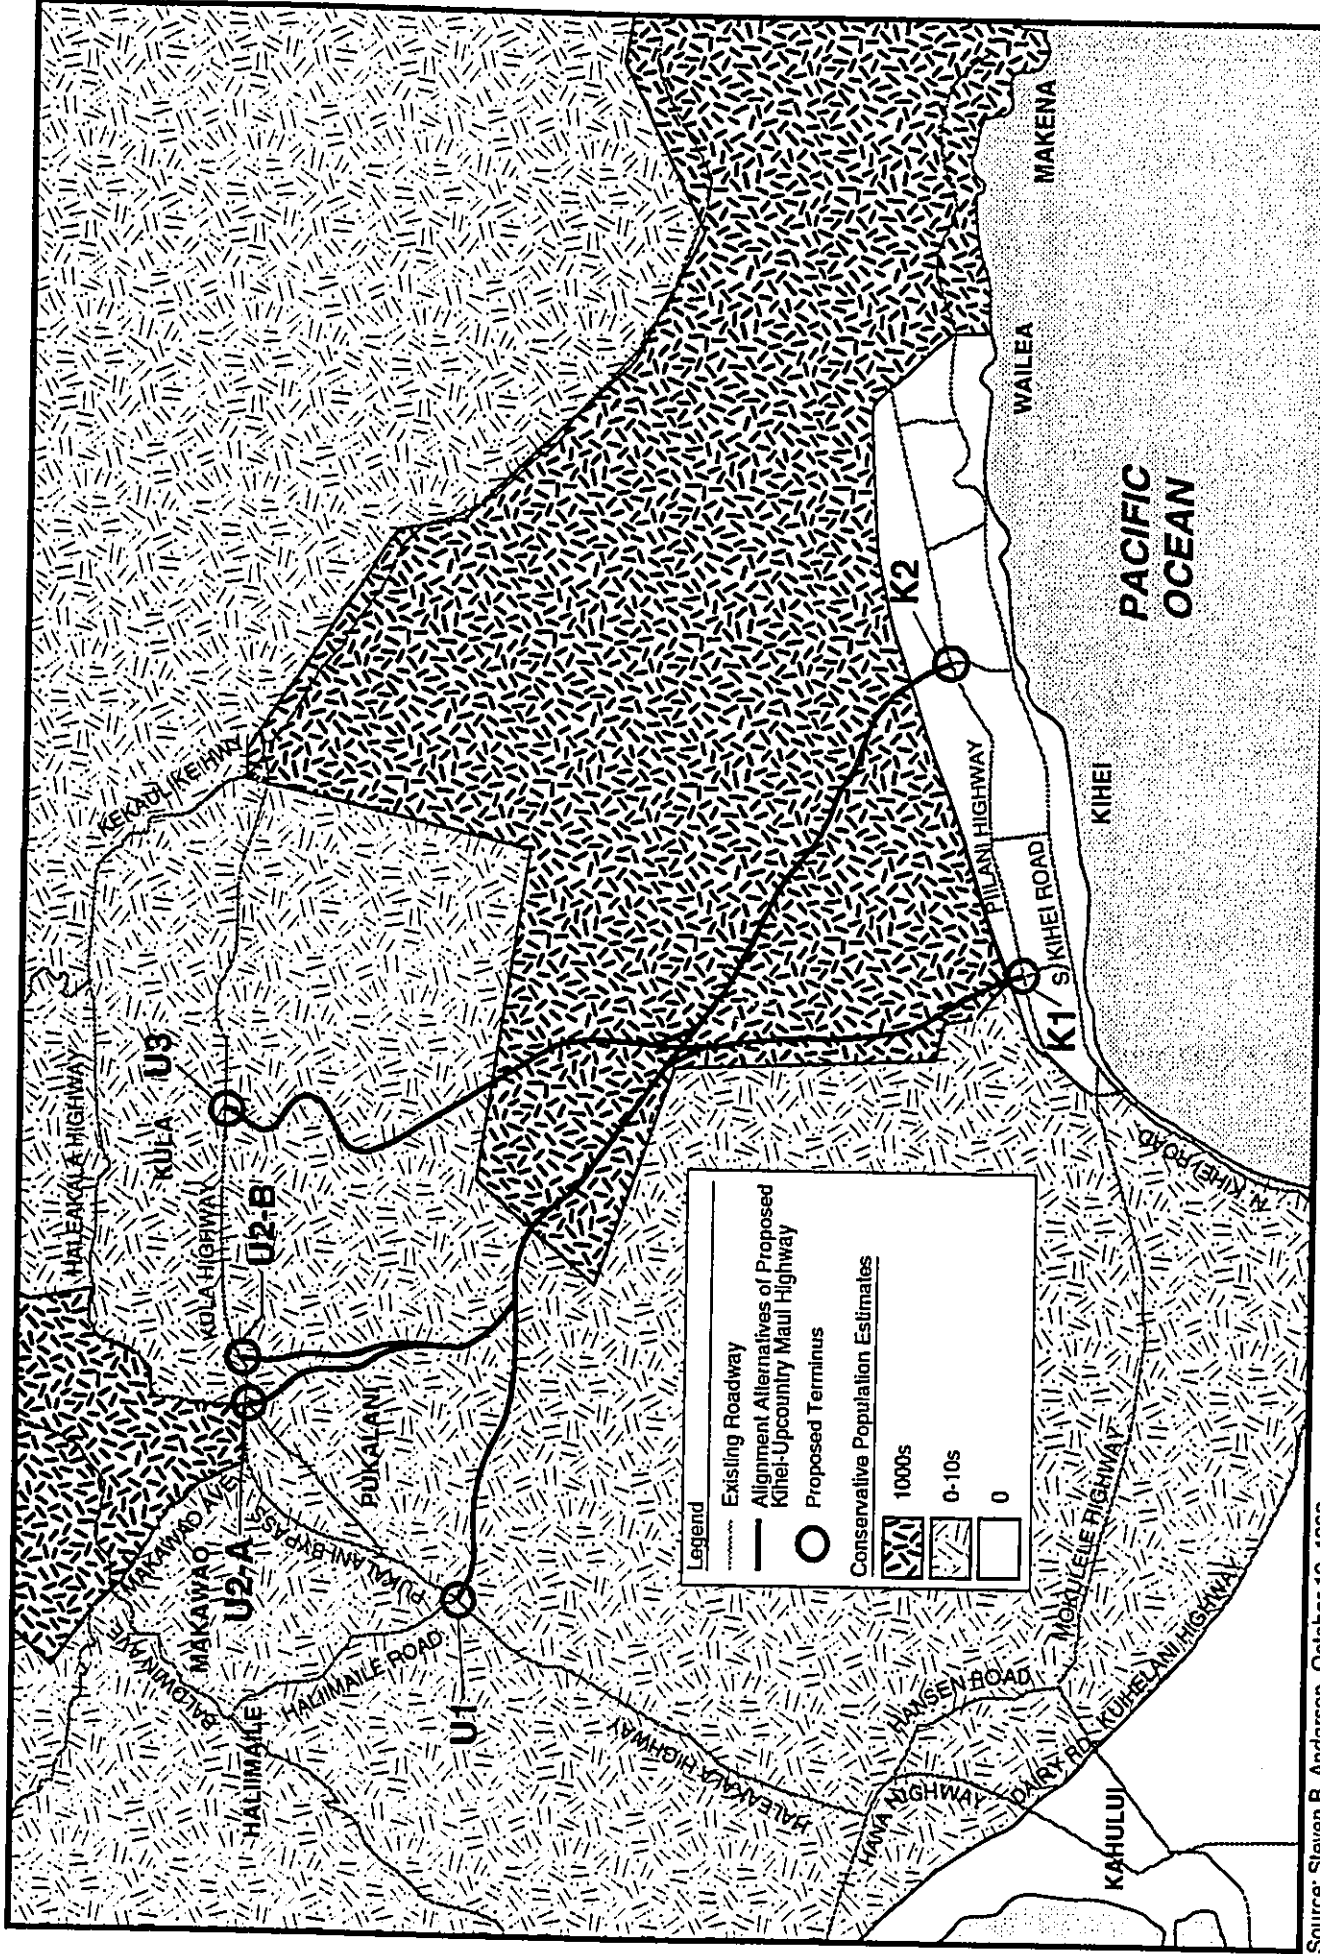 HALEAKALA HIGHWAY
KEKAULIKE HWY
KULA
U3
KULA HIGHWAY
U2-B
MAKAWAO AVE
BALDWIN AVE
MAKAWAO
U2-A
PUKALANI BYPASS
PUKALANI
HALIIMAILE
HALIIMAILE ROAD
U1
HALEAKALA HIGHWAY
HANA HIGHWAY
HANSEN ROAD
DAIRY RD.
KUIHELANI HIGHWAY
MOKULELE HIGHWAY
KAHULUI
N. KIHEI ROAD
K1
S. KIHEI ROAD
PIILANI HIGHWAY
K2
KIHEI
WAILEA
MAKENA
PACIFIC
OCEAN
Legend
Existing Roadway
Alignment Alternatives of Proposed
Kihei-Upcountry Maui Highway
Proposed Terminus
Conservative Population Estimates
1000s
0-10s
0
Source: Steven B. Anderson, October 12, 1993